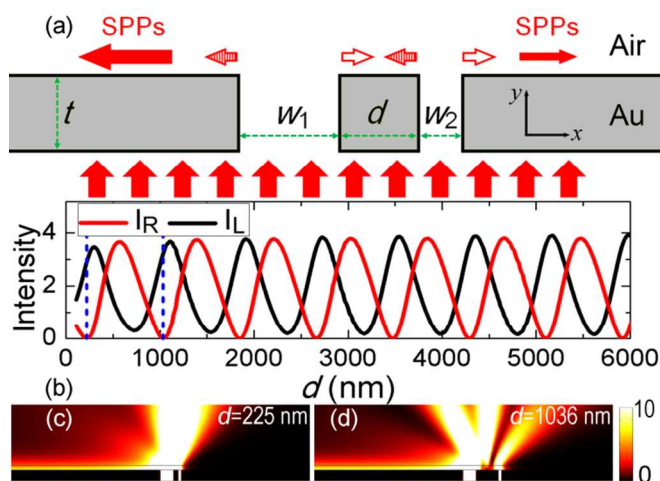 (a) SPPs SPPs Air
t w1 d w2 y x Au
IR IL
Intensity
4
2
0
0 1000 2000 3000 4000 5000 6000
(b) d (nm)
(c) d=225 nm (d) d=1036 nm 10
0